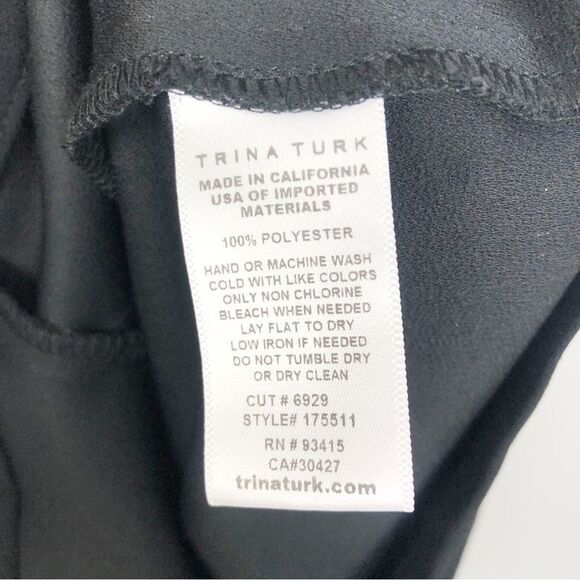 TRINA TURK
MADE IN CALIFORNIA
USA OF IMPORTED
MATERIALS
100% POLYESTER
HAND OR MACHINE WASH
COLD WITH LIKE COLORS
ONLY NON CHLORINE
BLEACH WHEN NEEDED
LAY FLAT TO DRY
LOW IRON IF NEEDED
DO NOT TUMBLE DRY
OR DRY CLEAN
CUT # 6929
STYLE# 175511
RN # 93415
CA#30427
trinaturk.com